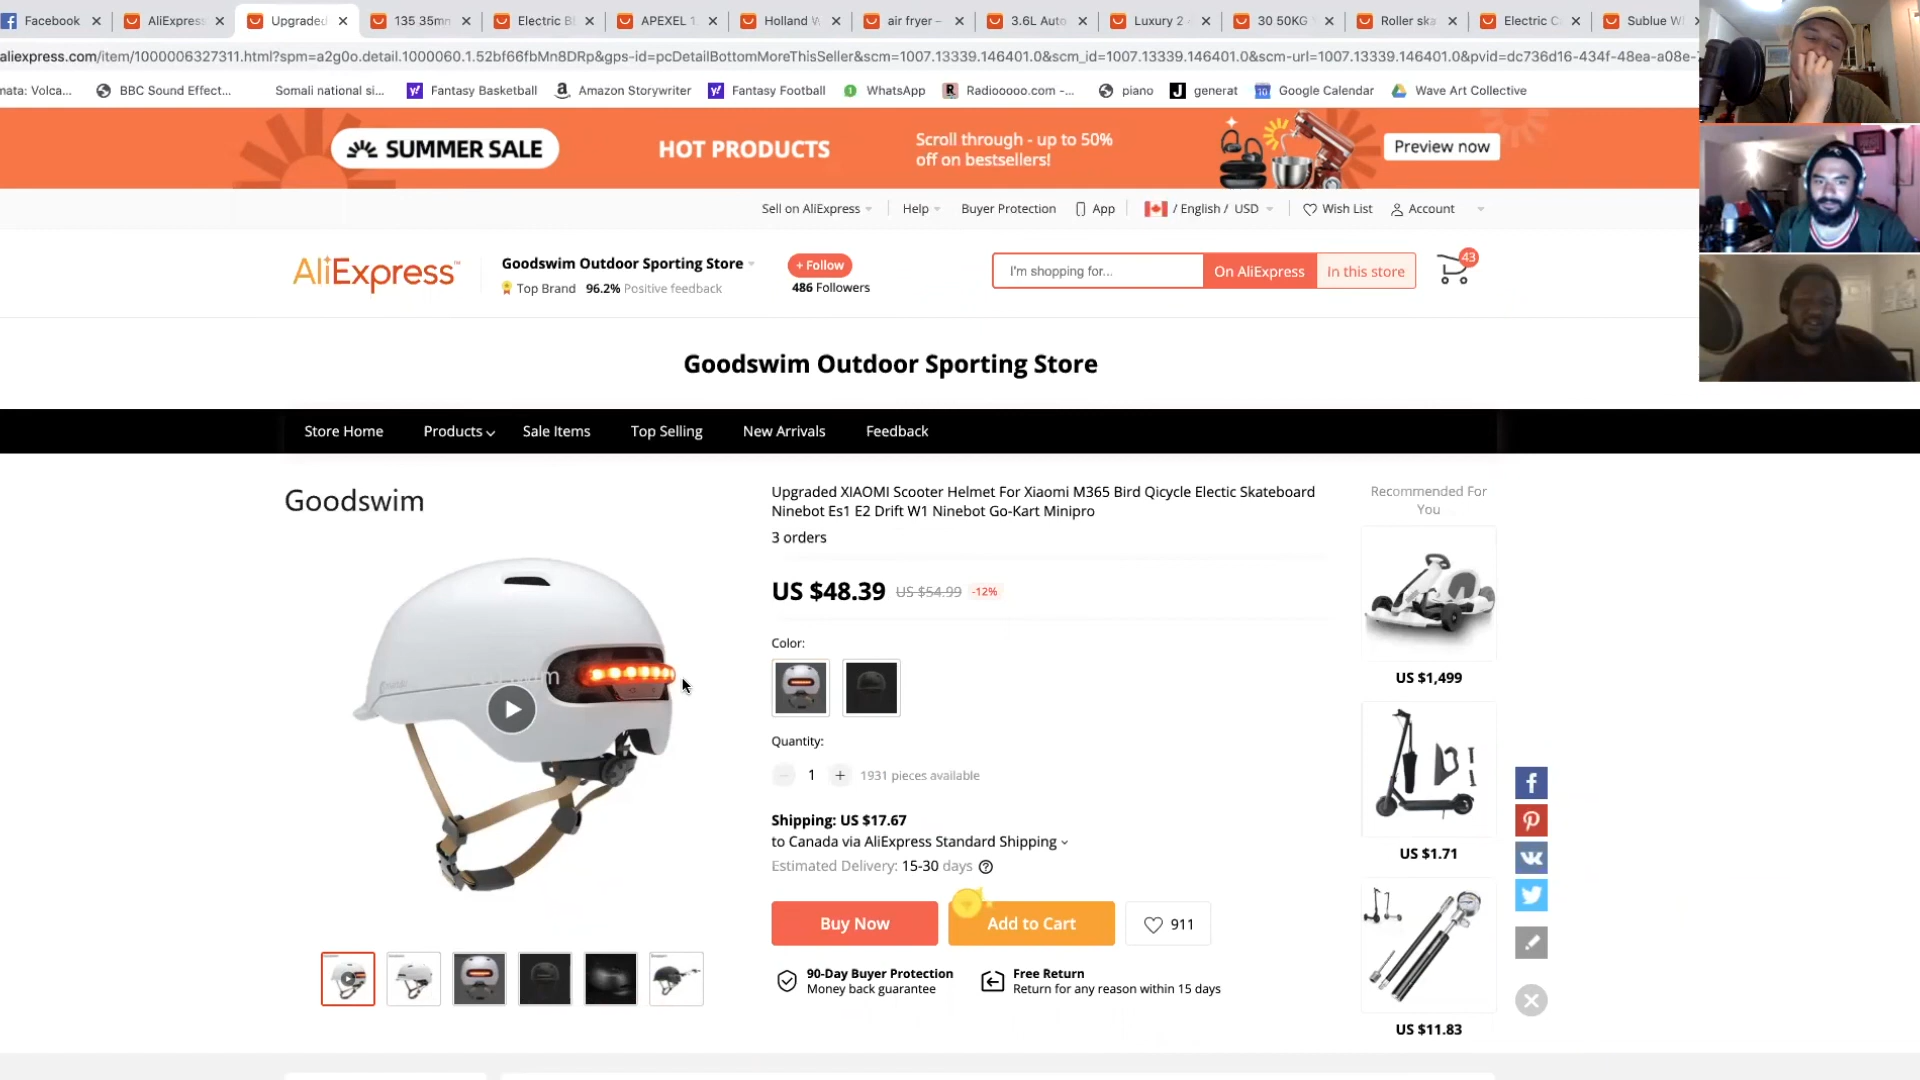 Facebook
AliExpress
Upgraded
135 35mm
Electric B
APEXEL 1
Holland V
air fryer –
3.6L Auto
Luxury 2
30 50KG
Roller ska
Electric C
Sublue W
aliexpress.com/item/1000006327311.html?spm=a2g0o.detail.1000060.1.52bf66fbMn8DRp&gps-id=pcDetailBottomMoreThisSeller&scm=1007.13339.146401.0&scm_id=1007.13339.146401.0&scm-url=1007.13339.146401.0&pvid=dc736d16-434f-48ea-a08e-
mata: Volca...
BBC Sound Effect...
Somali national si...
Fantasy Basketball
Amazon Storywriter
Fantasy Football
WhatsApp
Radiooooo.com -...
piano
generat
Google Calendar
Wave Art Collective
SUMMER SALE
HOT PRODUCTS
Scroll through - up to 50%
off on bestsellers!
Preview now
Sell on AliExpress
Help
Buyer Protection
App
/ English / USD
Wish List
Account
AliExpress
Goodswim Outdoor Sporting Store
Top Brand 96.2% Positive feedback
+ Follow
486 Followers
I'm shopping for...
On AliExpress
In this store
43
Goodswim Outdoor Sporting Store
Store Home
Products
Sale Items
Top Selling
New Arrivals
Feedback
Goodswim
Upgraded XIAOMI Scooter Helmet For Xiaomi M365 Bird Qicycle Electic Skateboard
Ninebot Es1 E2 Drift W1 Ninebot Go-Kart Minipro
3 orders
US $48.39 US $54.99 -12%
Color:
Quantity:
1
1931 pieces available
Shipping: US $17.67
to Canada via AliExpress Standard Shipping
Estimated Delivery: 15-30 days
Buy Now
Add to Cart
911
90-Day Buyer Protection
Money back guarantee
Free Return
Return for any reason within 15 days
Recommended For
You
US $1,499
US $1.71
US $11.83